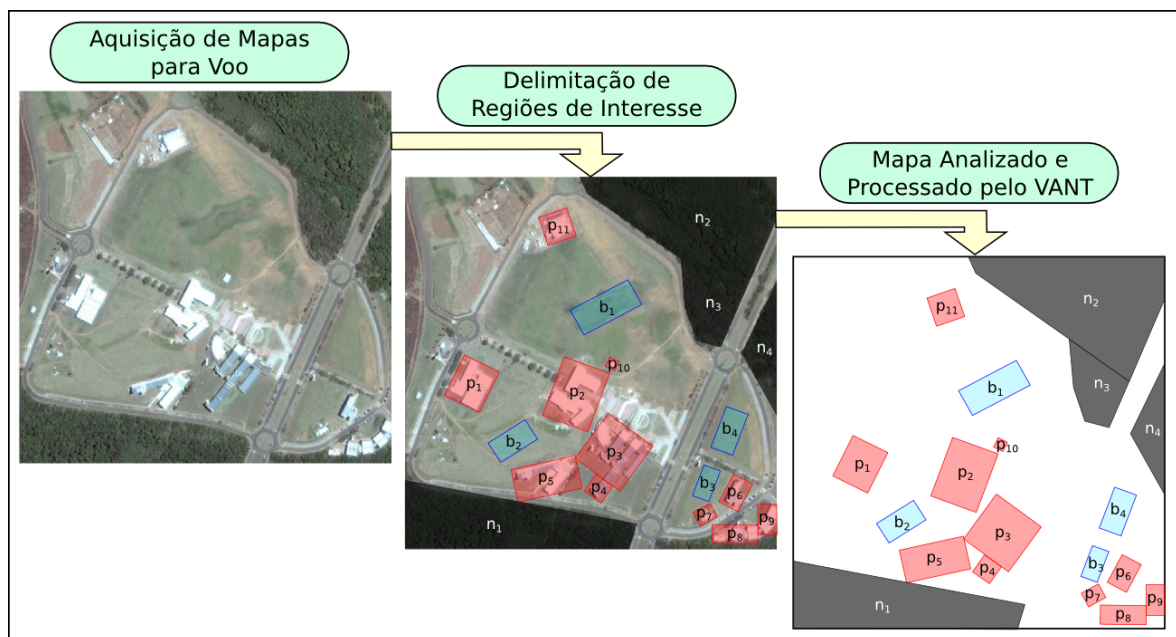 Aquisição de Mapas
para Voo
Delimitação de
Regiões de Interesse
Mapa Analizado e
Processado pelo VANT
n₂
p₁₁
b₁
n₃
n₄
p₁₀
p₁
p₂
b₄
b₂
p₃
p₅
p₄
b₃
p₆
p₇
p₉
n₁
p₈
n₂
p₁₁
b₁
n₃
n₄
p₁₀
p₁
p₂
b₄
b₂
p₃
p₅
p₄
b₃
p₆
p₇
p₉
n₁
p₈